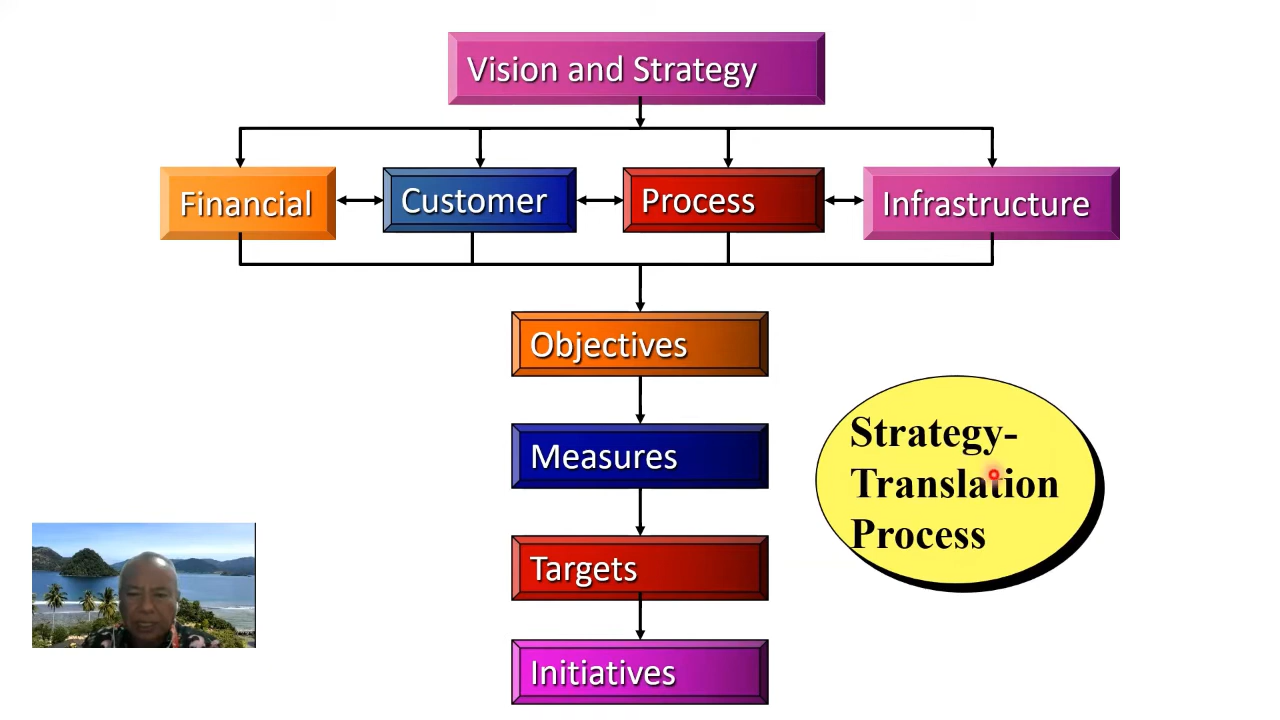 Vision and Strategy
Financial
Customer
Process
Infrastructure
Objectives
Measures
Strategy-
Translation
Process
Targets
Initiatives